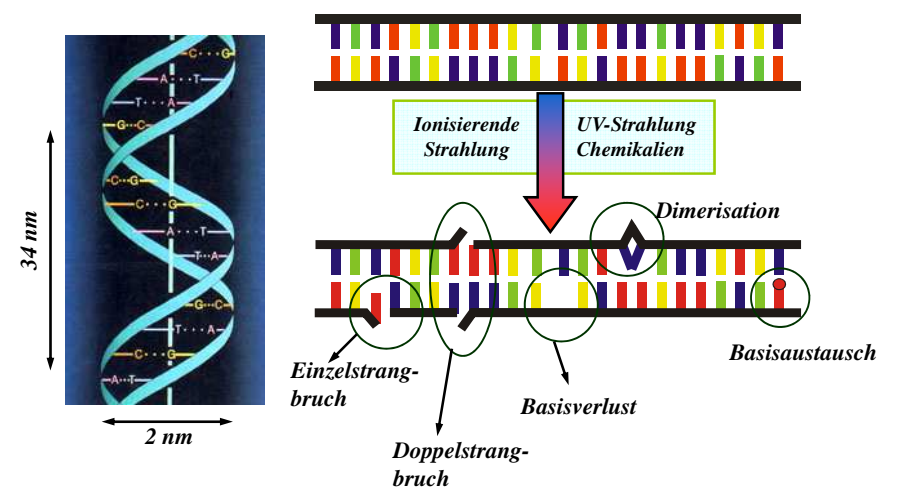 C···G
A···T
T···A
G···C
C···G
C···G
A···T
T···A
G···C
T···A
C···G
A···T
34 nm
2 nm
Ionisierende
Strahlung
UV-Strahlung
Chemikalien
Dimerisation
Basisaustausch
Einzelstrang-
bruch
Basisverlust
Doppelstrang-
bruch